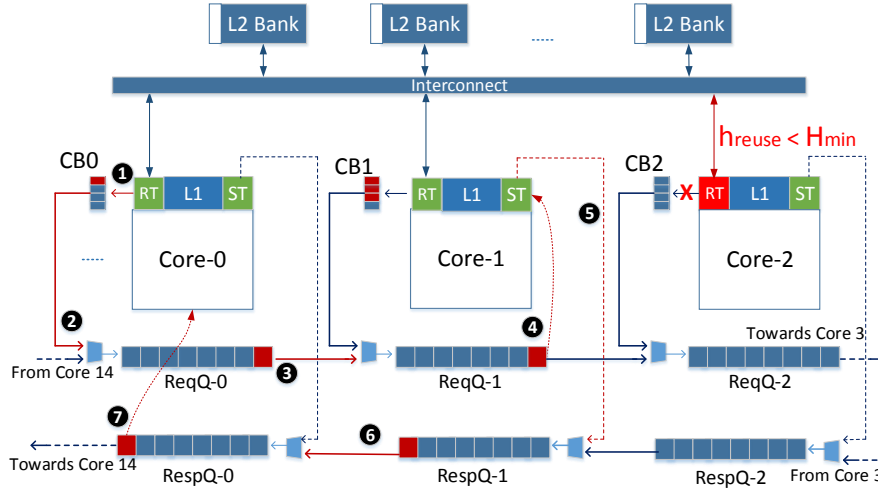 L2 Bank L2 Bank L2 Bank
Interconnect
hreuse < Hmin
CB0 CB1 CB2
1 RT L1 ST RT L1 ST X RT L1 ST
5
Core-0 Core-1 Core-2
2 4 Towards Core 3
From Core 14 3
ReqQ-0 ReqQ-1 ReqQ-2
7 6
Towards Core 14 From Core 3
RespQ-0 RespQ-1 RespQ-2